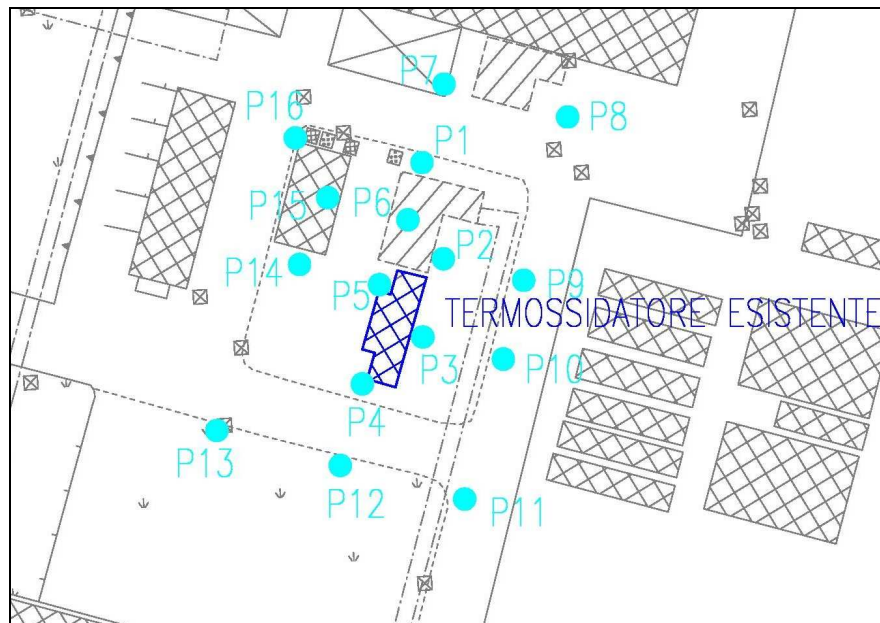 P7
P8
P16
P1
P15
P6
P2
P14
P5
P9
TERMOSSIDATORE ESISTENTE
P3
P10
P4
P13
P12
P11